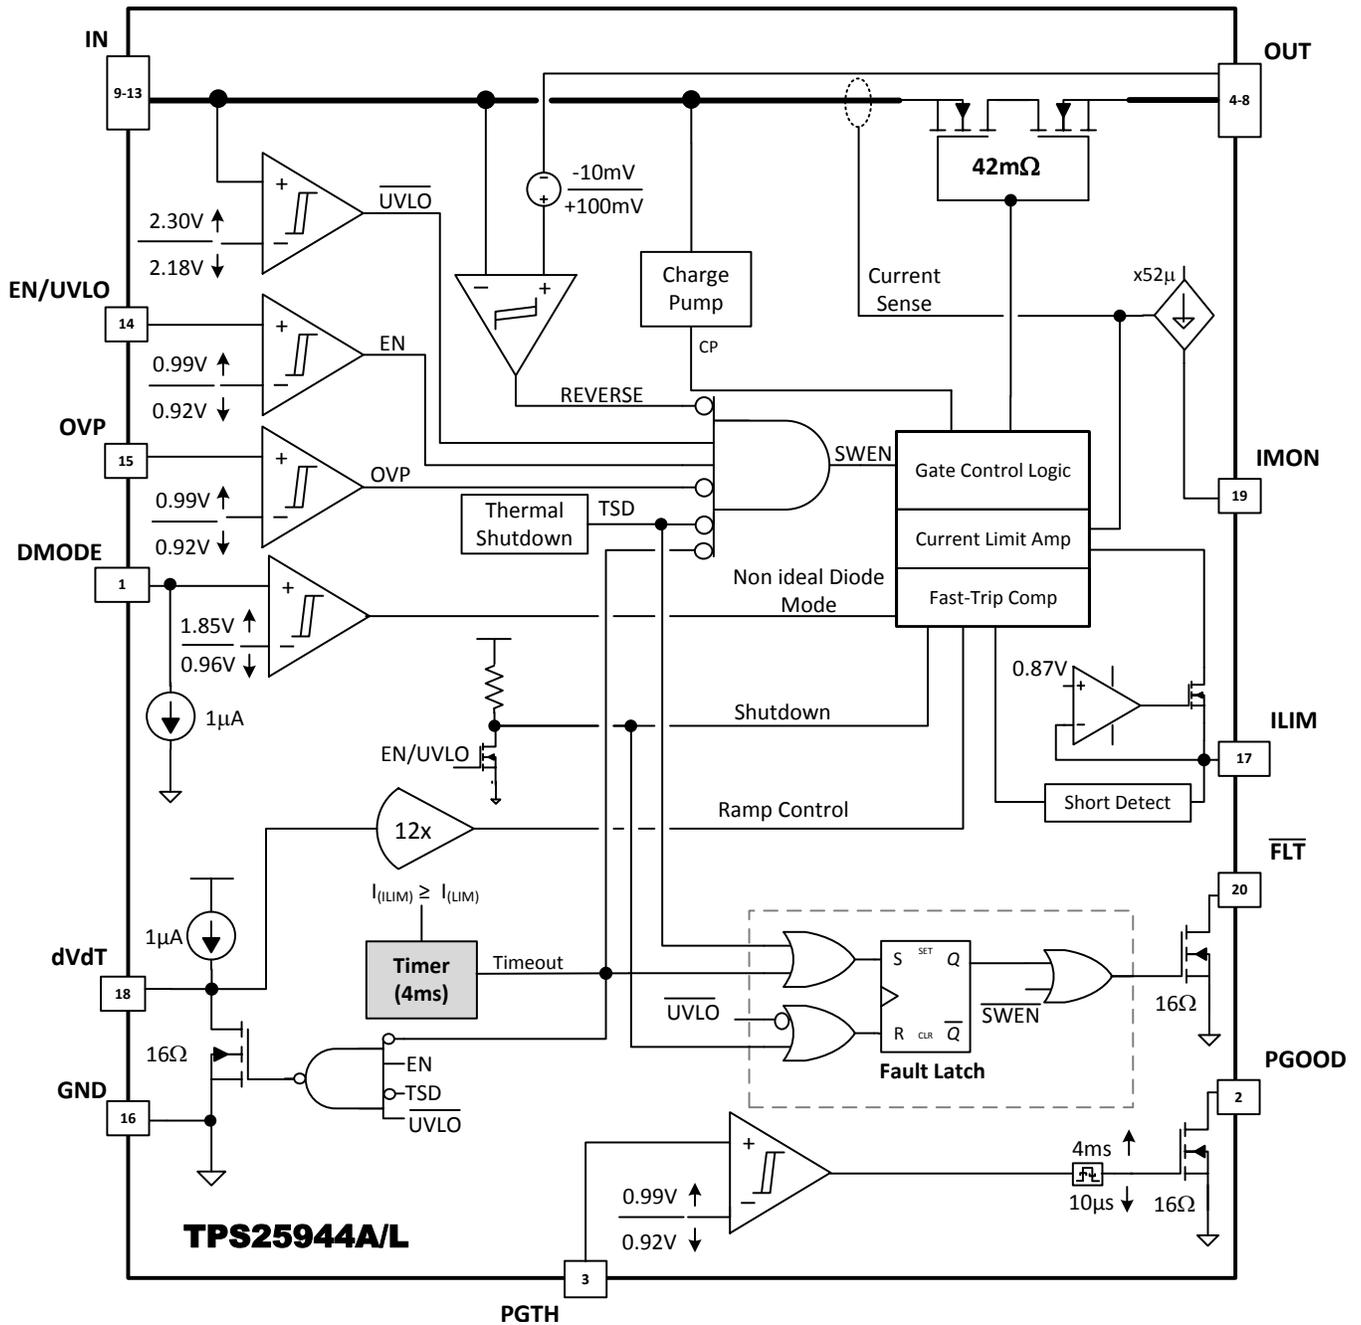 IN
OUT
9-13
4-8
-10mV
+100mV
42mΩ
+
UVLO
2.30V
−
2.18V
−
+
x52µ
Charge
Pump
Current
Sense
EN/UVLO
14
+
EN
CP
0.99V
−
0.92V
REVERSE
OVP
15
+
SWEN
Gate Control Logic
IMON
19
OVP
0.99V
−
0.92V
Thermal
Shutdown
TSD
Current Limit Amp
DMODE
1
+
Non ideal Diode
Mode
Fast-Trip Comp
1.85V
−
0.96V
0.87V
+
−
1µA
Shutdown
EN/UVLO
ILIM
17
Short Detect
12x
Ramp Control
FLT
20
I(ILIM) ≥ I(LIM)
1µA
dVdT
18
Timer
(4ms)
Timeout
S
SET
Q
UVLO
SWEN
16Ω
R
CLR
Q
Fault Latch
16Ω
EN
TSD
UVLO
GND
16
PGOOD
2
+
4ms
10µs
16Ω
0.99V
−
0.92V
TPS25944A/L
3
PGTH